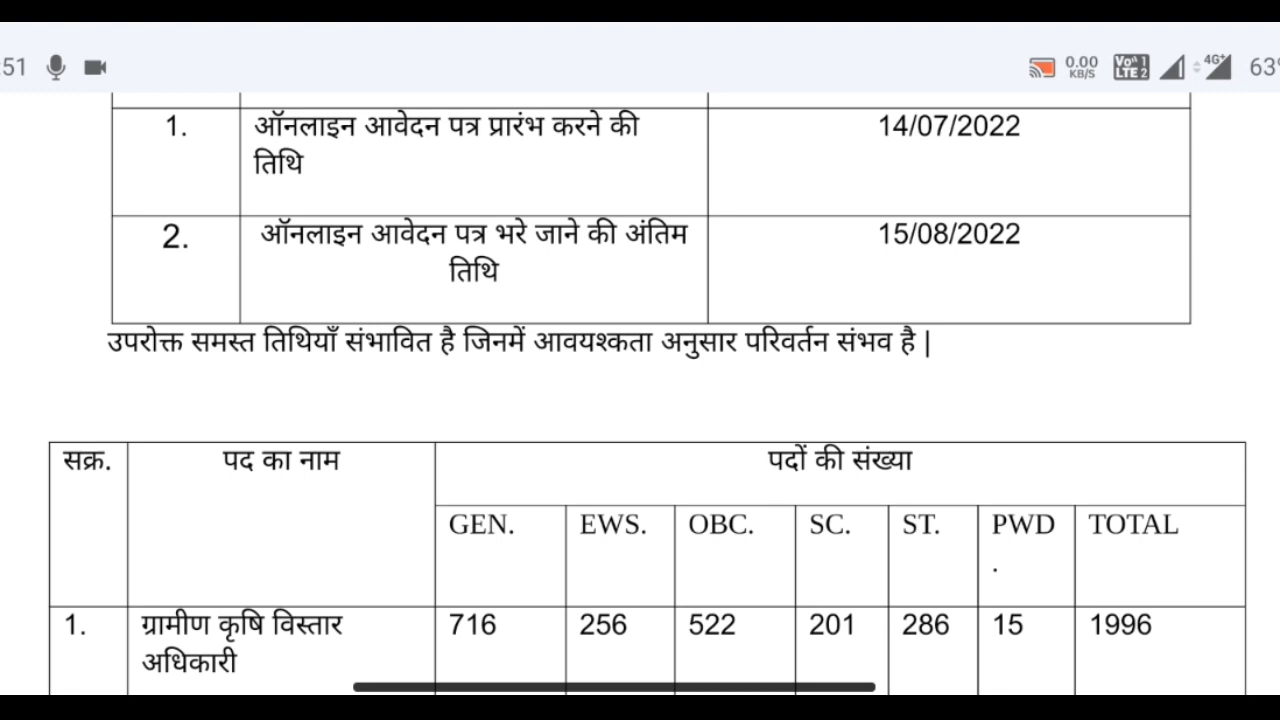 :51 0.00 KB/S Vo 1 LTE 2 4G+ 63%
1. ऑनलाइन आवेदन पत्र प्रारंभ करने की 14/07/2022
तिथि
2. ऑनलाइन आवेदन पत्र भरे जाने की अंतिम 15/08/2022
तिथि
उपरोक्त समस्त तिथियाँ संभावित है जिनमें आवयश्कता अनुसार परिवर्तन संभव है |
सक्र. पद का नाम पदों की संख्या
GEN. EWS. OBC. SC. ST. PWD TOTAL
.
1. ग्रामीण कृषि विस्तार 716 256 522 201 286 15 1996
अधिकारी